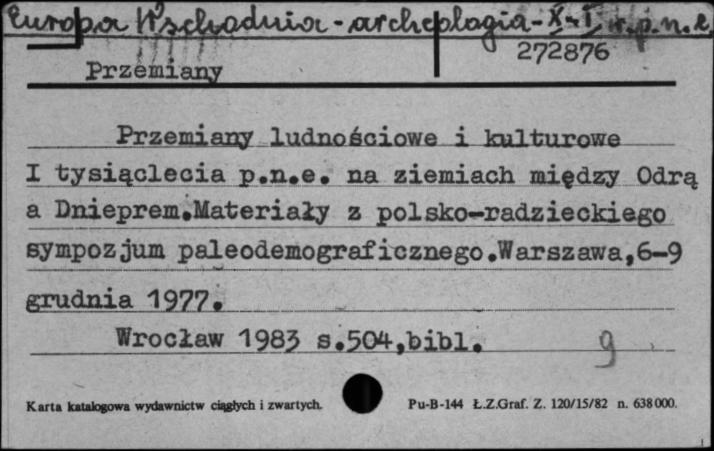 Europa Wschodnia - archeologia - X-I w.p.n.e.
272876
Przemiany
Przemiany ludnościowe i kulturowe
I tysiąclecia p.n.e. na ziemiach między Odrą
a Dnieprem.Materiały z polsko-radzieckiego
sympozjum paleodemograficznego.Warszawa,6-9
grudnia 1977.
Wrocław 1983 s.504,bibl.
g
Karta katalogowa wydawnictw ciągłych i zwartych.
Pu-B-144 Ł.Z.Graf. Z. 120/15/82 n. 638000.